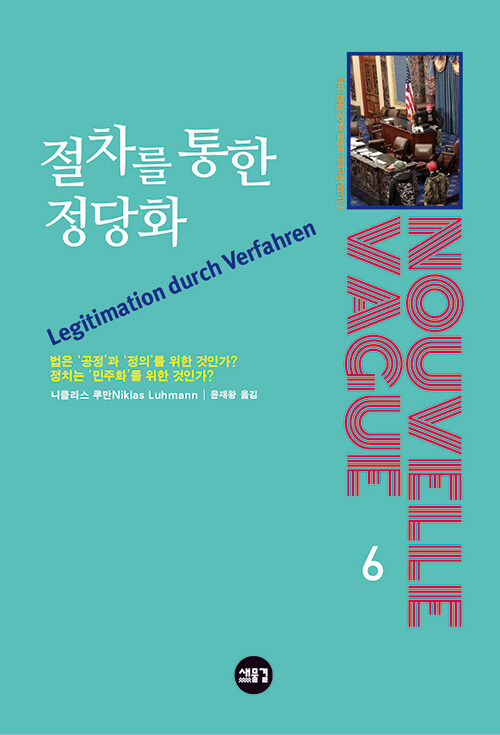 절차를 통한
정당화
Legitimation durch Verfahren
법은 '공정'과 '정의'를 위한 것인가?
정치는 '민주화'를 위한 것인가?
니클라스 루만Niklas Luhmann | 윤재왕 옮김
NOUVELLE
VAGUE
6
새물결